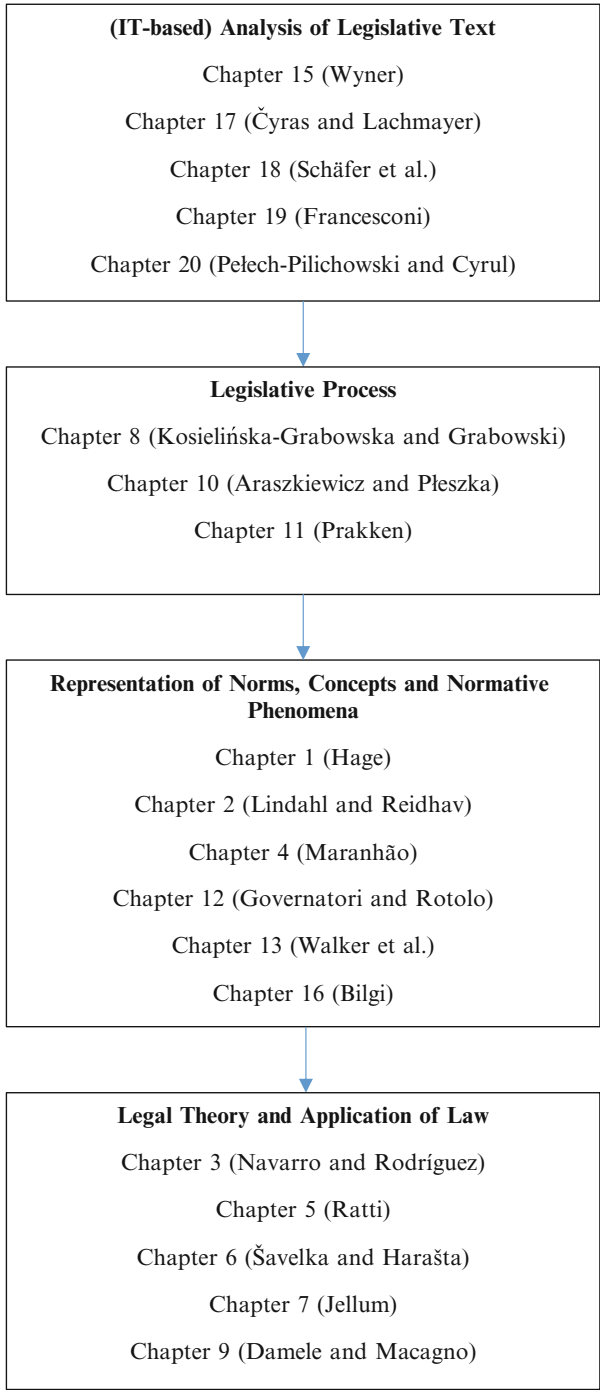 (IT-based) Analysis of Legislative Text
Chapter 15 (Wyner)
Chapter 17 (Čyras and Lachmayer)
Chapter 18 (Schäfer et al.)
Chapter 19 (Francesconi)
Chapter 20 (Pełech-Pilichowski and Cyrul)
Legislative Process
Chapter 8 (Kosielińska-Grabowska and Grabowski)
Chapter 10 (Araszkiewicz and Płeszka)
Chapter 11 (Prakken)
Representation of Norms, Concepts and Normative
Phenomena
Chapter 1 (Hage)
Chapter 2 (Lindahl and Reidhav)
Chapter 4 (Maranhão)
Chapter 12 (Governatori and Rotolo)
Chapter 13 (Walker et al.)
Chapter 16 (Bilgi)
Legal Theory and Application of Law
Chapter 3 (Navarro and Rodríguez)
Chapter 5 (Ratti)
Chapter 6 (Šavelka and Harašta)
Chapter 7 (Jellum)
Chapter 9 (Damele and Macagno)